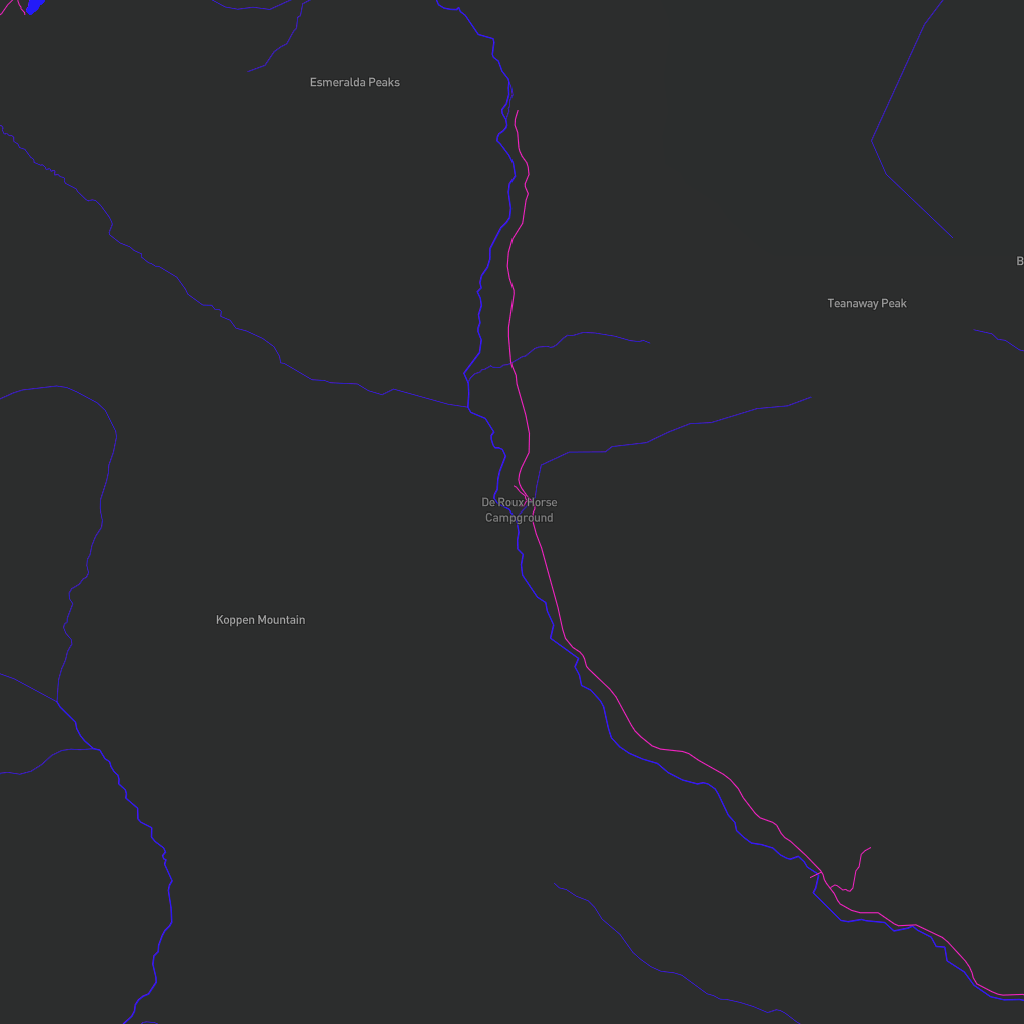 Esmeralda Peaks
B
Teanaway Peak
De Roux Horse
Campground
Koppen Mountain